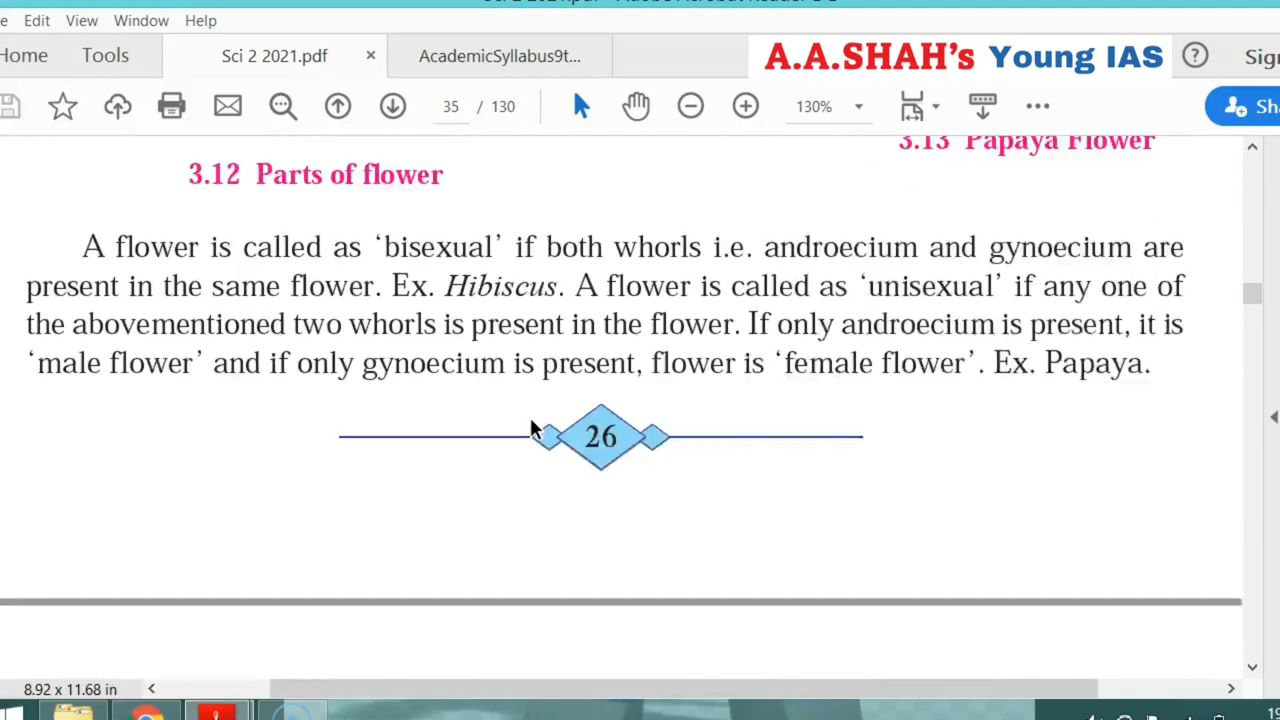 Edit View Window Help
Home Tools Sci 2 2021.pdf × AcademicSyllabus9t...
A.A.SHAH's Young IAS
? Sig
35 / 130 130% Sh
3.13 Papaya Flower
3.12 Parts of flower
A flower is called as ‘bisexual’ if both whorls i.e. androecium and gynoecium are
present in the same flower. Ex. Hibiscus. A flower is called as ‘unisexual’ if any one of
the abovementioned two whorls is present in the flower. If only androecium is present, it is
‘male flower’ and if only gynoecium is present, flower is ‘female flower’. Ex. Papaya.
26
8.92 x 11.68 in